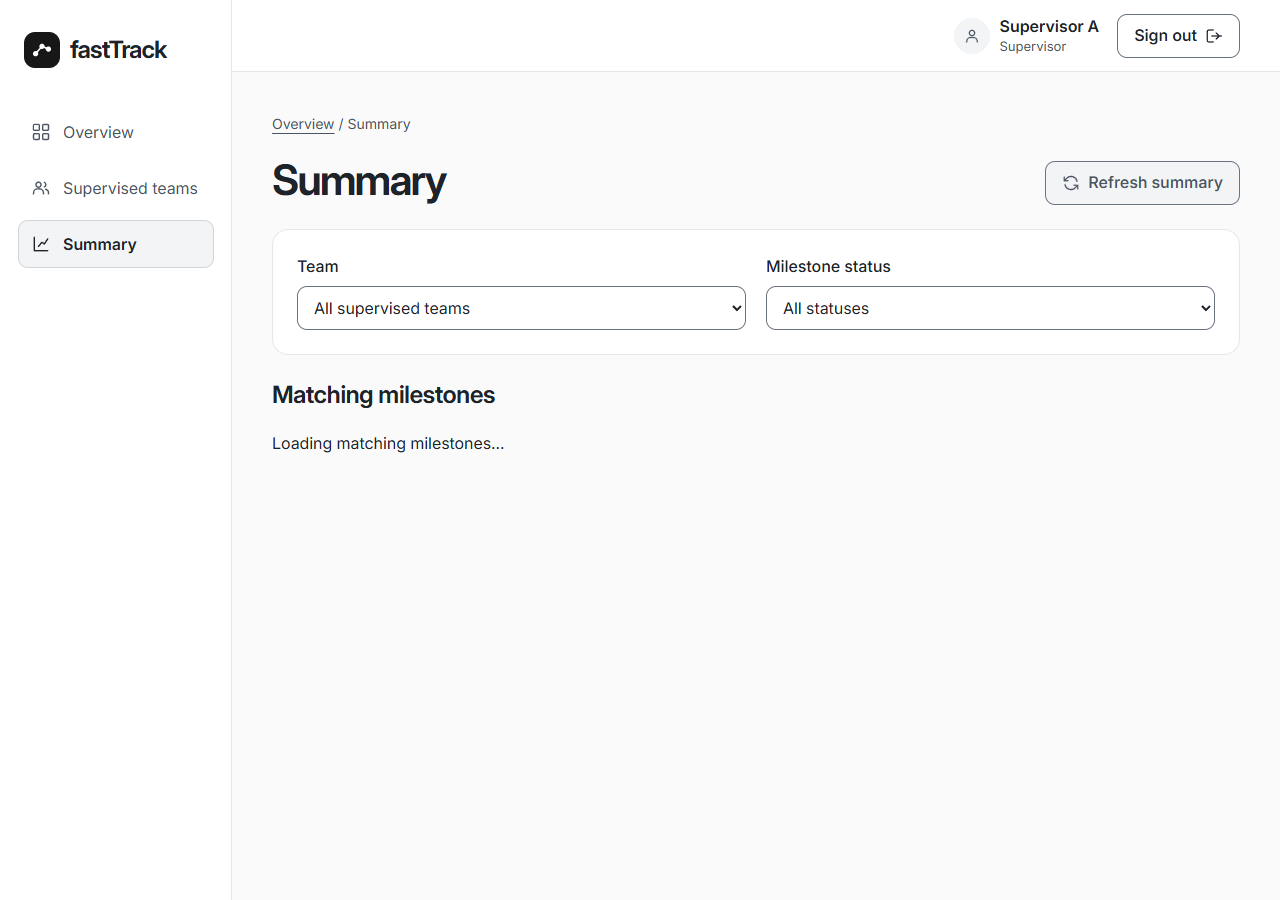 fastTrack
Supervisor A
Supervisor
Sign out
Overview
Supervised teams
Summary
Overview / Summary
Summary
Refresh summary
Team
Milestone status
All supervised teams
All statuses
Matching milestones
Loading matching milestones...